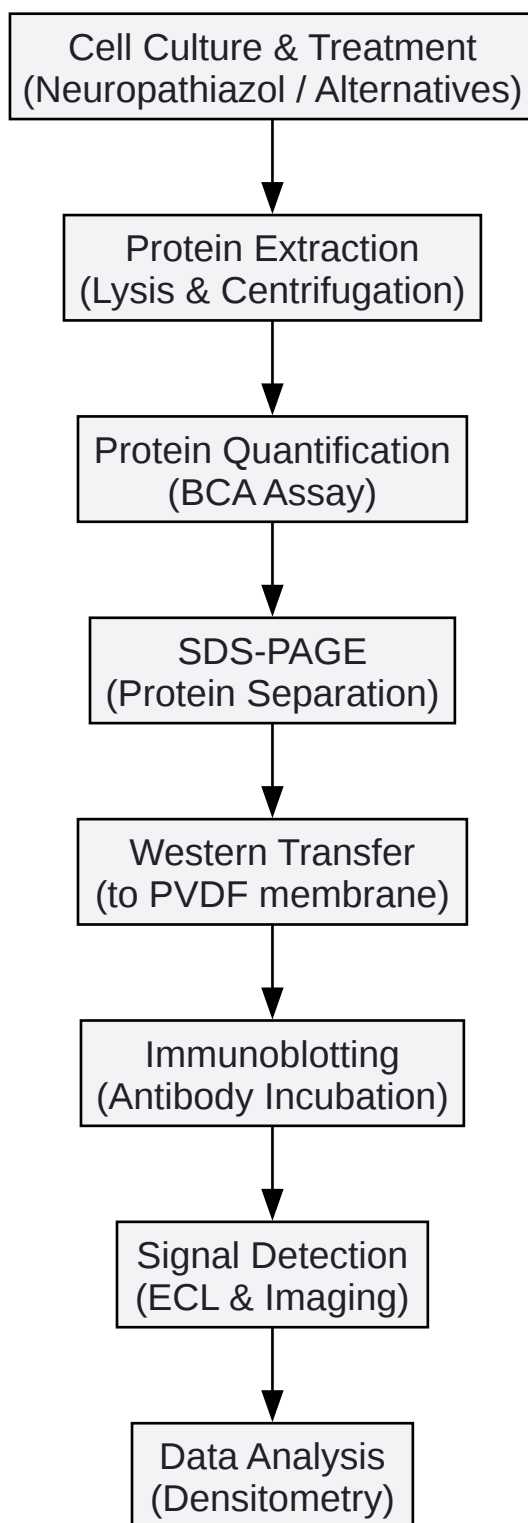 Cell Culture & Treatment
(Neuropathiazol / Alternatives)
Protein Extraction
(Lysis & Centrifugation)
Protein Quantification
(BCA Assay)
SDS-PAGE
(Protein Separation)
Western Transfer
(to PVDF membrane)
Immunoblotting
(Antibody Incubation)
Signal Detection
(ECL & Imaging)
Data Analysis
(Densitometry)